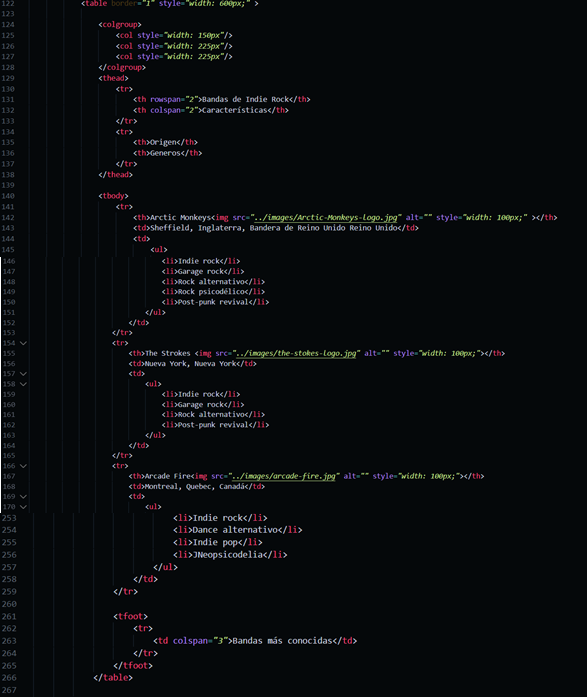 122 <table border="1" style="width: 600px;" >
123
124 <colgroup>
125 <col style="width: 150px"/>
126 <col style="width: 225px"/>
127 <col style="width: 225px"/>
128 </colgroup>
129 <thead>
130 <tr>
131 <th rowspan="2">Bandas de Indie Rock</th>
132 <th colspan="2">Características</th>
133 </tr>
134 <tr>
135 <th>Origen</th>
136 <th>Generos</th>
137 </tr>
138 </thead>
139
140 <tbody>
141 <tr>
142 <th>Arctic Monkeys<img src="../images/Arctic-Monkeys-logo.jpg" alt="" style="width: 100px;" ></th>
143 <td>Sheffield, Inglaterra, Bandera de Reino Unido Reino Unido</td>
144 <td>
145 <ul>
146 <li>Indie rock</li>
147 <li>Garage rock</li>
148 <li>Rock alternativo</li>
149 <li>Rock psicodélico</li>
150 <li>Post-punk revival</li>
151 </ul>
152 </td>
153 </tr>
154 <tr>
155 <th>The Strokes <img src="../images/the-stokes-logo.jpg" alt="" style="width: 100px;"></th>
156 <td>Nueva York, Nueva York</td>
157 <td>
158 <ul>
159 <li>Indie rock</li>
160 <li>Garage rock</li>
161 <li>Rock alternativo</li>
162 <li>Post-punk revival</li>
163 </ul>
164 </td>
165 </tr>
166 <tr>
167 <th>Arcade Fire<img src="../images/arcade-fire.jpg" alt="" style="width: 100px;"></th>
168 <td>Montreal, Quebec, Canadá</td>
169 <td>
170 <ul>
253 <li>Indie rock</li>
254 <li>Dance alternativo</li>
255 <li>Indie pop</li>
256 <li>JNeopsicodelia</li>
257 </ul>
258 </td>
259 </tr>
260
261 <tfoot>
262 <tr>
263 <td colspan="3">Bandas más conocidas</td>
264 </tr>
265 </tfoot>
266 </table>
267